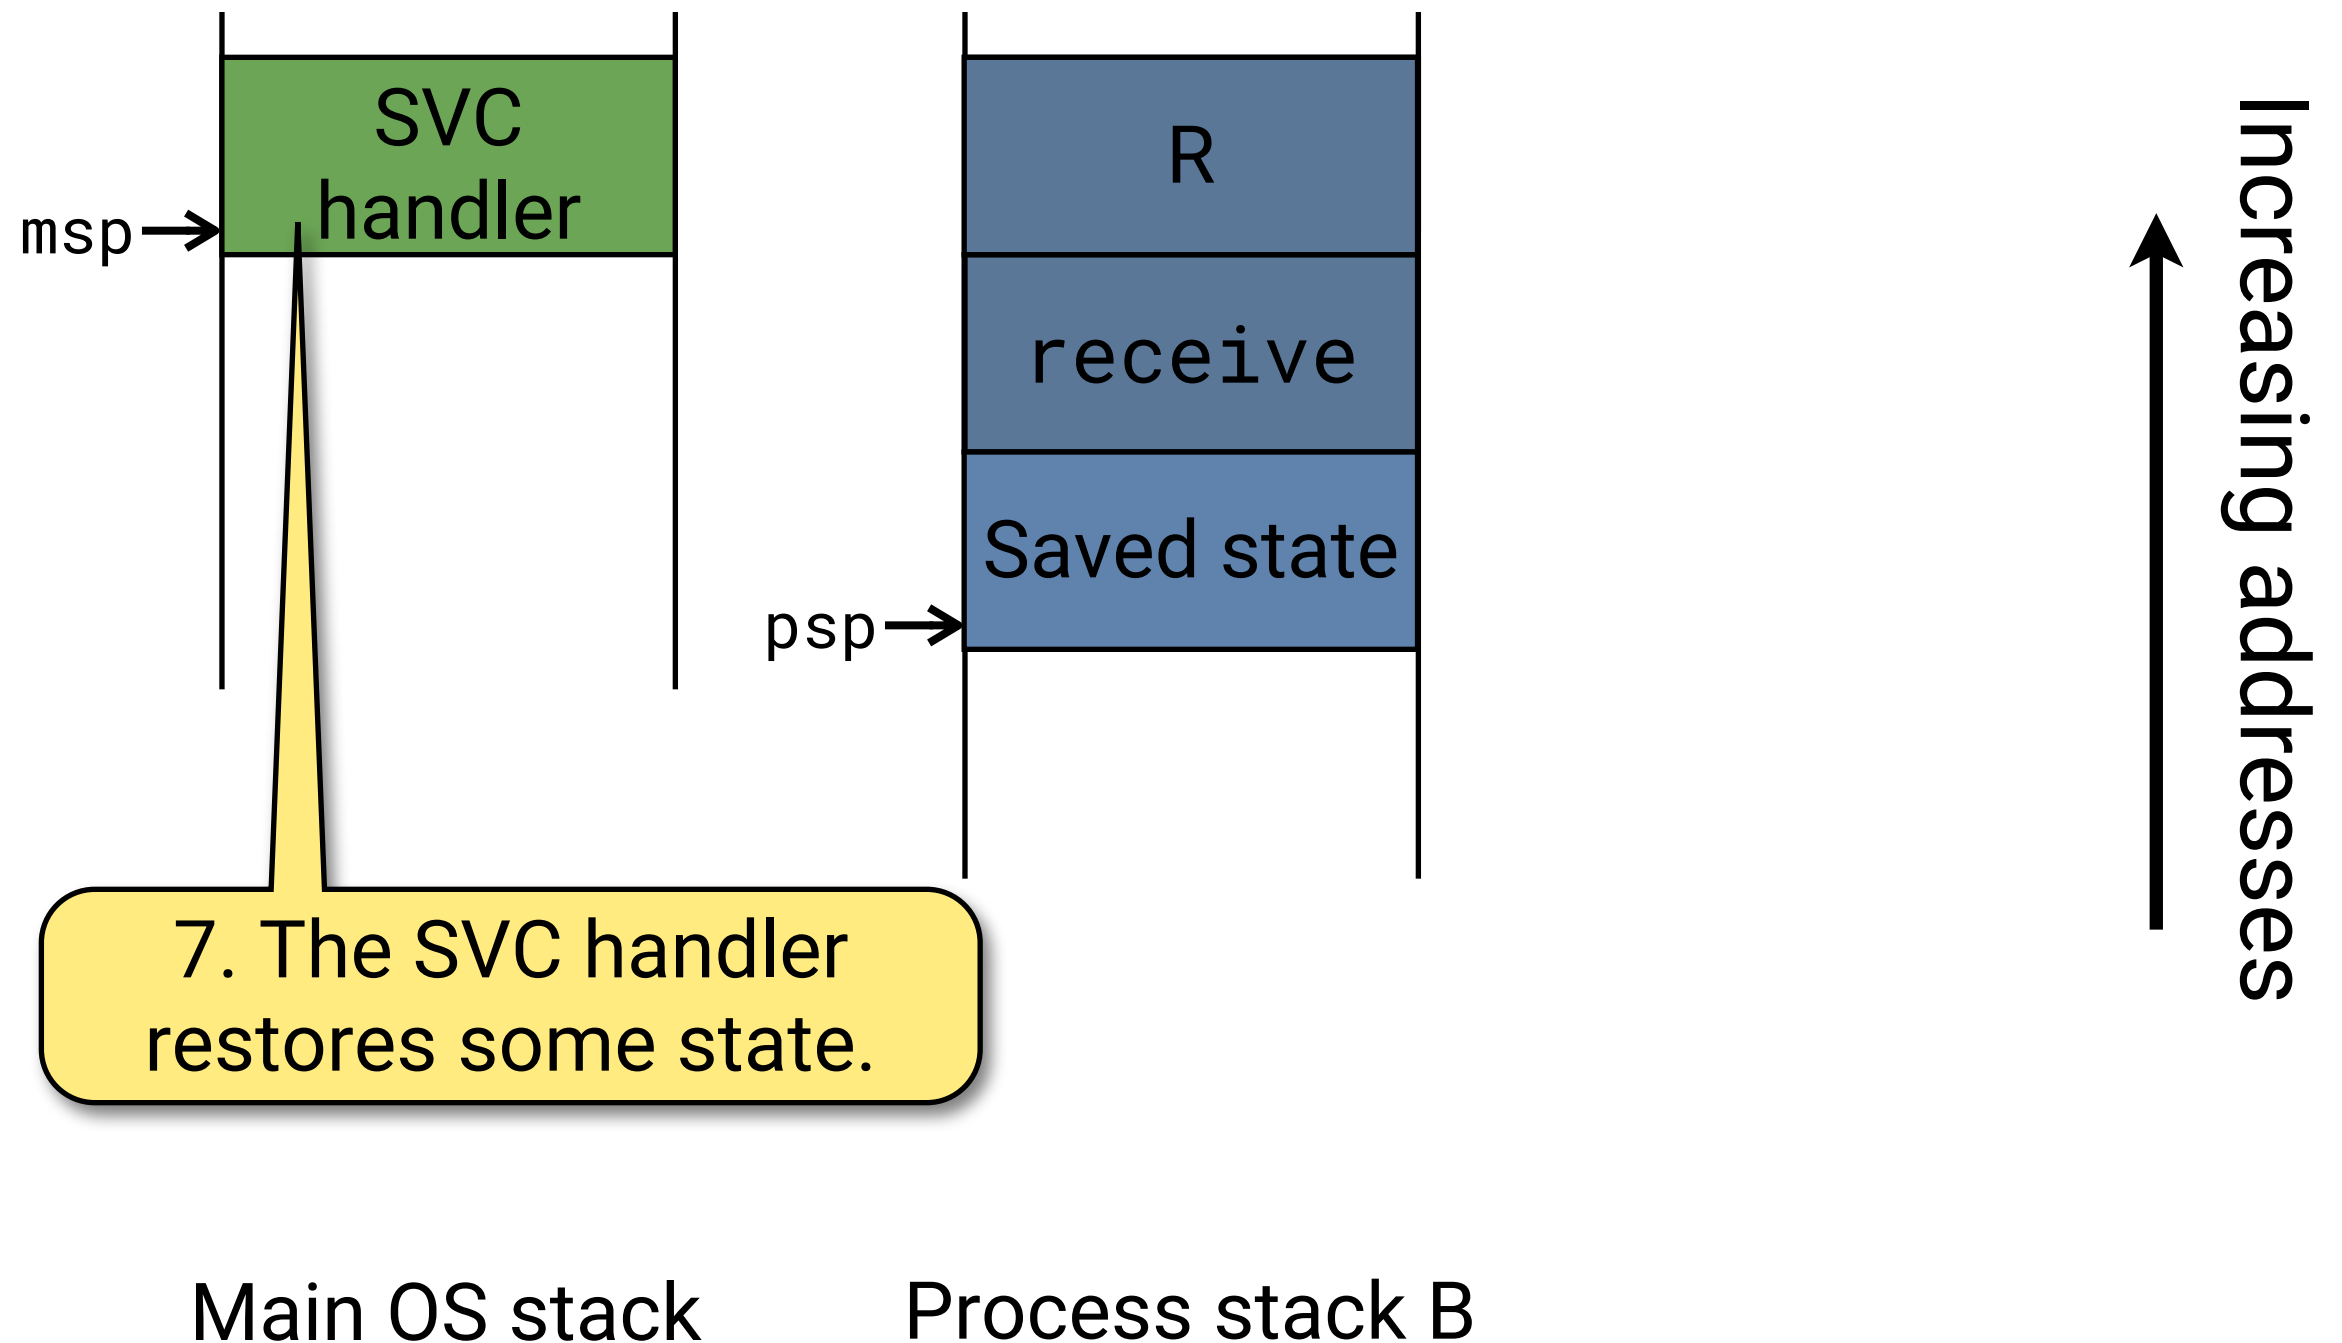 SVC
handler
msp
R
receive
Saved state
psp
7. The SVC handler
restores some state.
Main OS stack
Process stack B
Increasing addresses